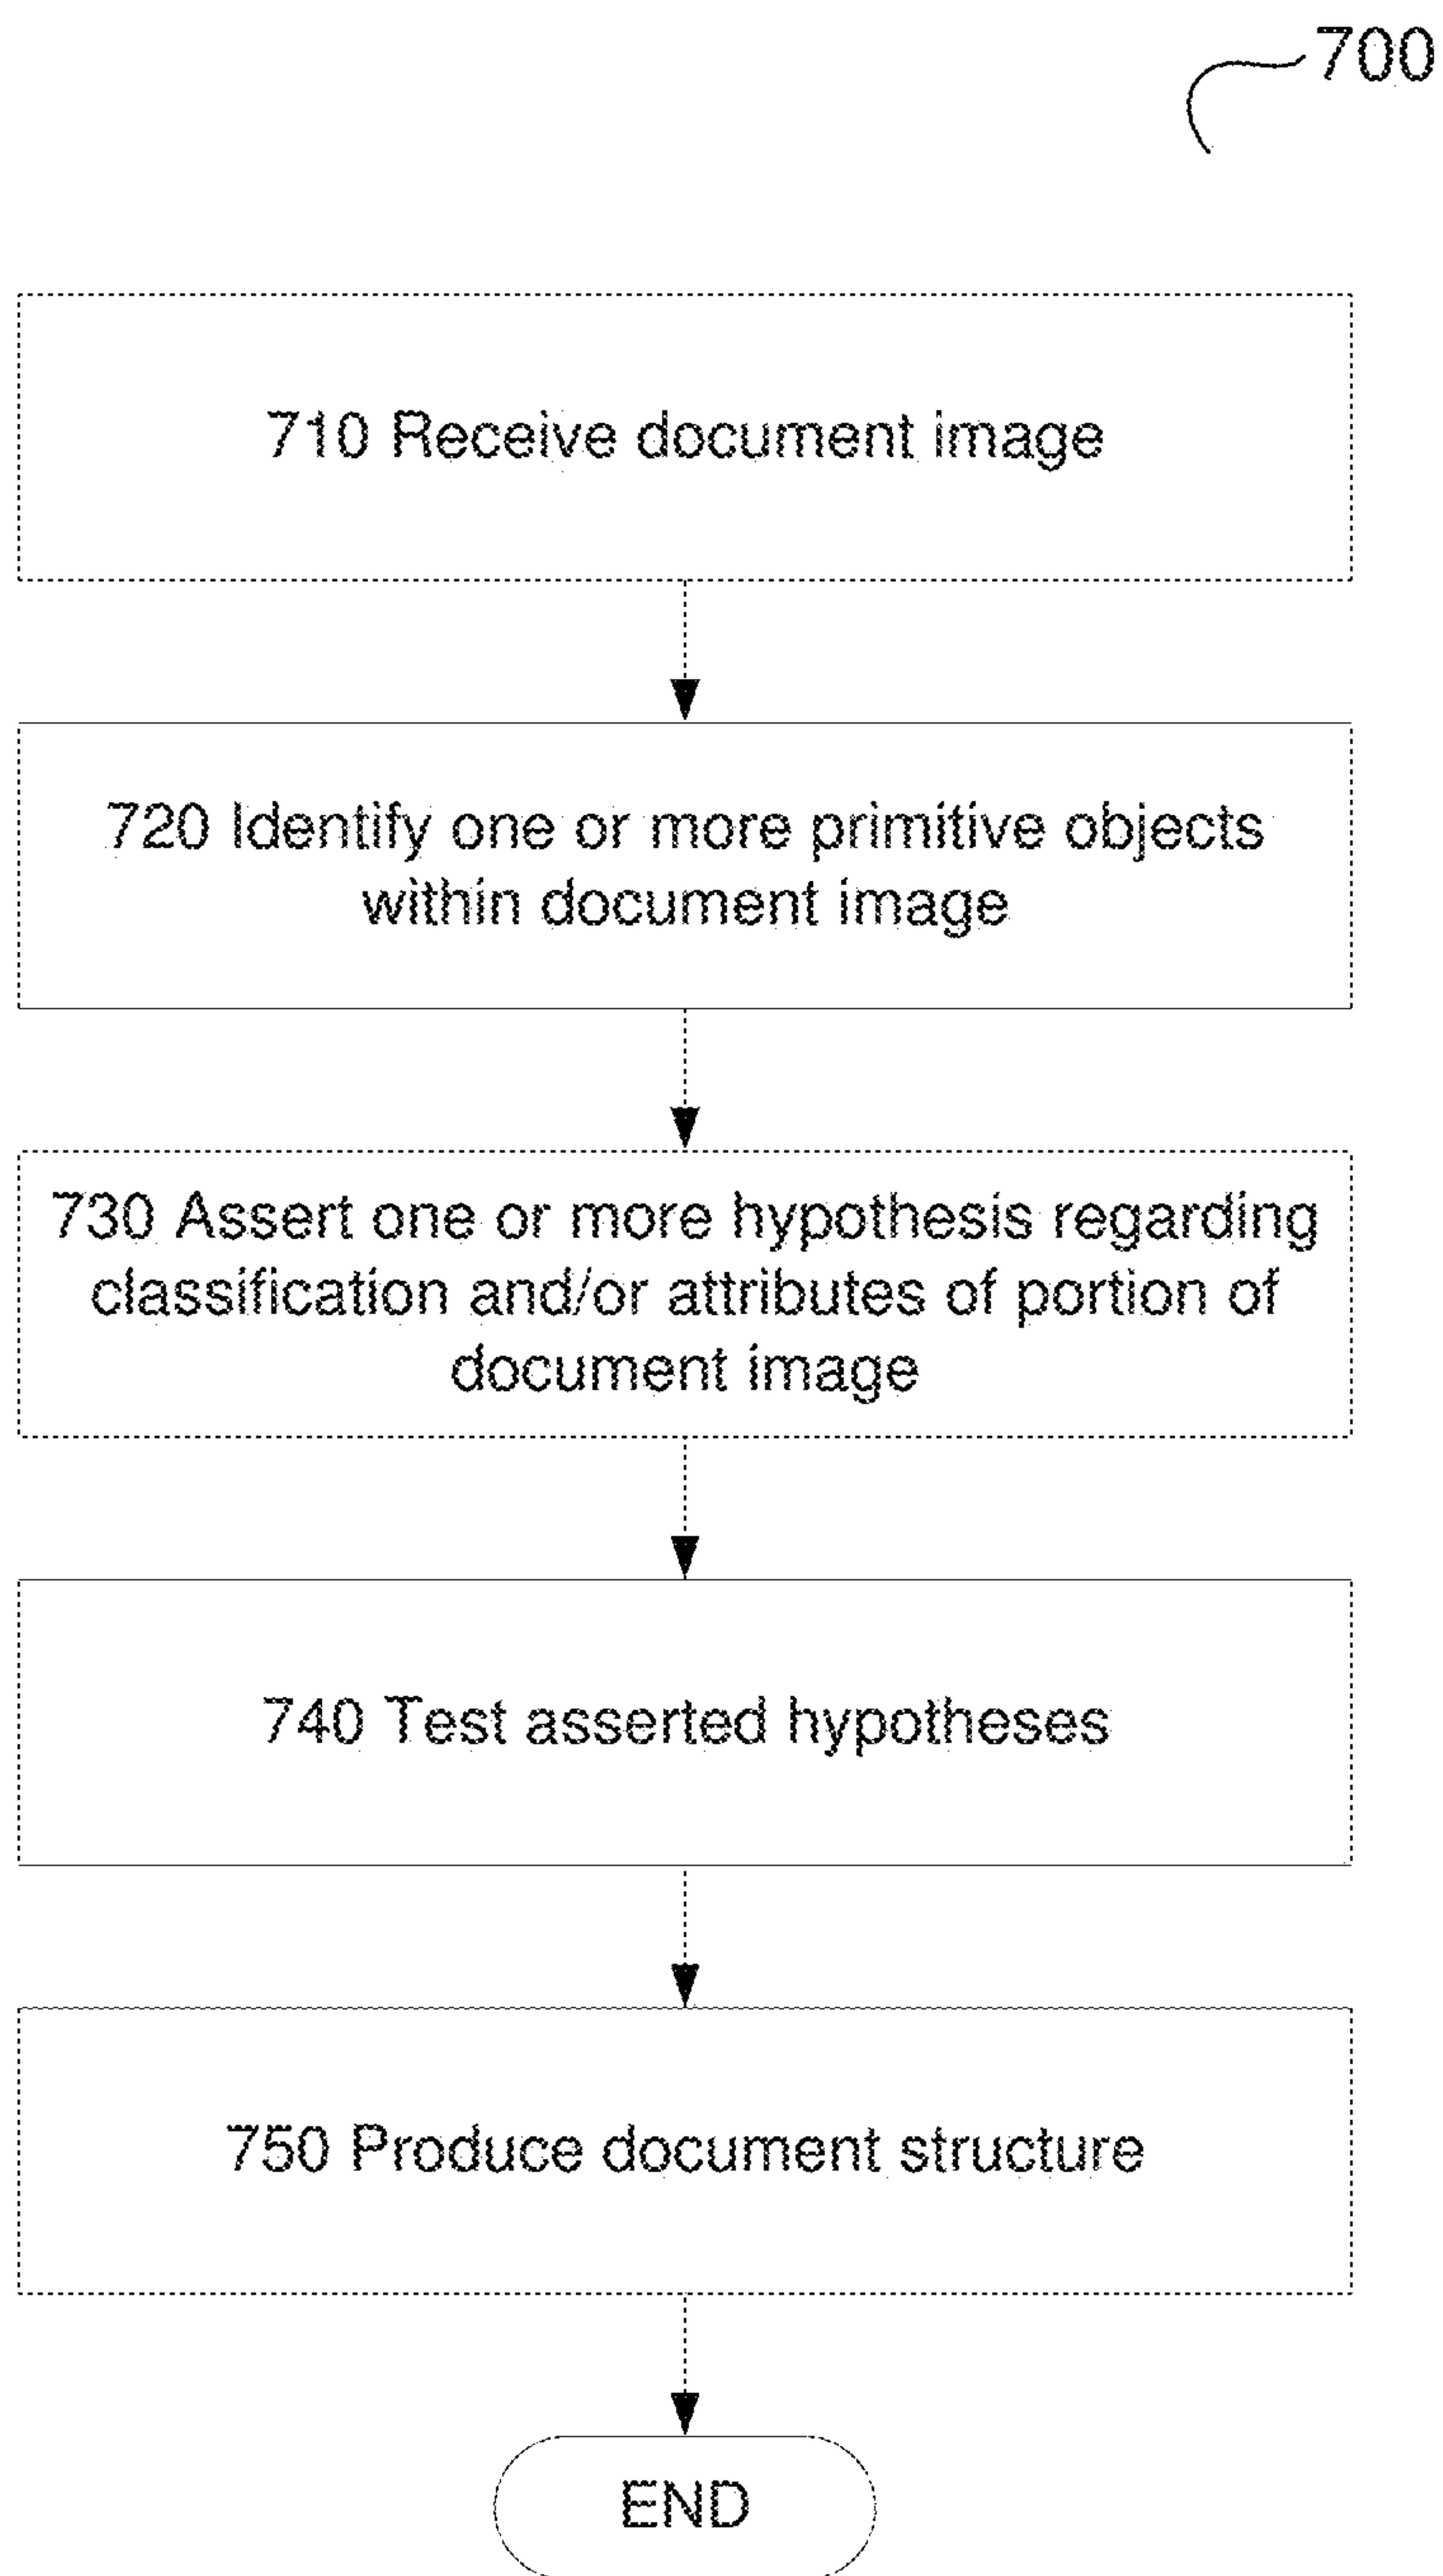 700
710 Receive document image
720 Identify one or more primitive objects
within document image
730 Assert one or more hypothesis regarding
classification and/or attributes of portion of
document image
740 Test asserted hypotheses
750 Produce document structure
END